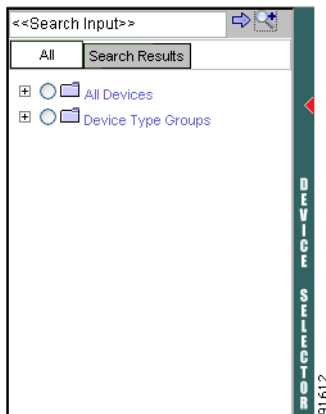 <<Search Input>>
All
Search Results
All Devices
Device Type Groups
DEVICE SELECTOR
91612